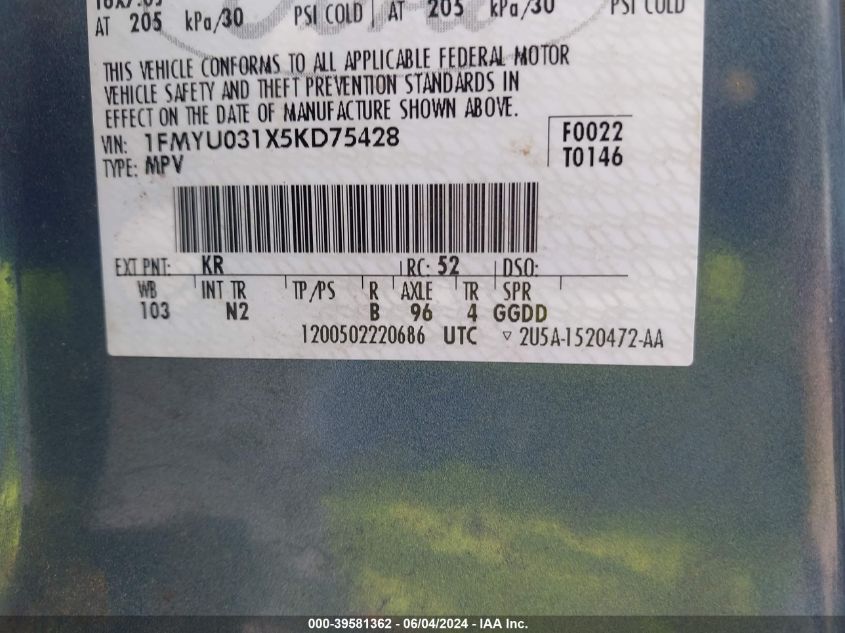 AT 205 kPa/30 PSI COLD AT 205 kPa/30 PSI COLD
THIS VEHICLE CONFORMS TO ALL APPLICABLE FEDERAL MOTOR
VEHICLE SAFETY AND THEFT PREVENTION STANDARDS IN
EFFECT ON THE DATE OF MANUFACTURE SHOWN ABOVE.
VIN: 1FMYU031X5KD75428 F0022
TYPE: MPV T0146
EXT PNT: KR RC: 52 DSO:
WB INT TR TP/PS R AXLE TR SPR
103 N2 B 96 4 GGDD
1200502220686 UTC ▽ 2U5A-1520472-AA
000-39581362 - 06/04/2024 - IAA Inc.